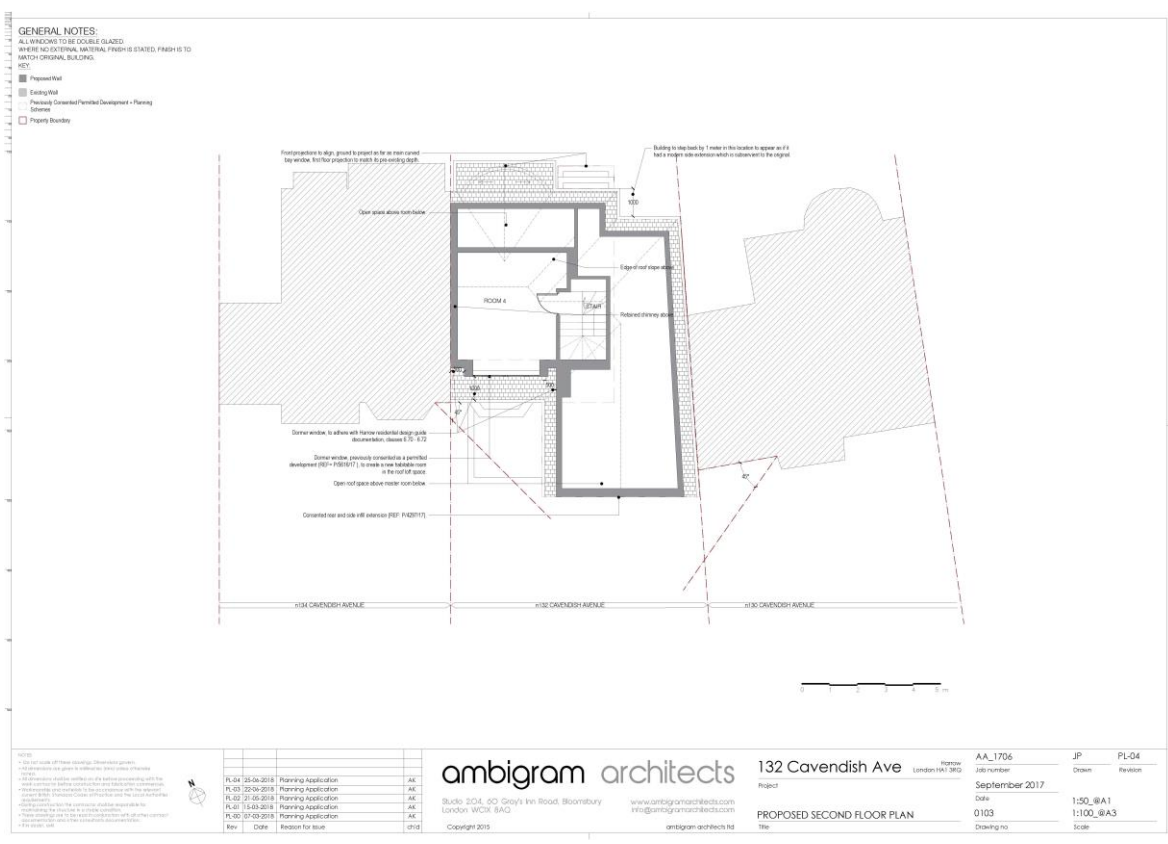 GENERAL NOTES:
ALL WINDOWS TO BE DOUBLE GLAZED.
WHERE NO EXTERNAL MATERIAL FINISH IS STATED, FINISH IS TO
MATCH ORIGINAL BUILDING.
KEY:
Proposed Wall
Existing Wall
Previously Consented Permitted Development + Planning
Schemes
Property Boundary
Front projections to align, ground to project as far as main curved
bay window, first floor projection to match its pre-existing depth.
Building to step back by 1 meter in this location to appear as if it
had a modern side extension which is subservient to the original
1000
Open space above room below.
Edge of roof slope above
ROOM 4
Retained chimney above
1000
45°
Dormer window, to adhere with Harrow residential design guide
documentation, clauses 6.70 - 6.72
Dormer window, previously consented as a permitted
in the roof loft space.
Open roof space above master room below.
45°
Consented rear and side infill extension (REF: P/4297/17).
n134 CAVENDISH AVENUE
n132 CAVENDISH AVENUE
n130 CAVENDISH AVENUE
0 1 2 3 4 5 m
NOTES
N
PL-04 25-06-2018 Planning Application AK
PL-03 22-06-2018 Planning Application AK
PL-02 21-05-2018 Planning Application AK
PL-01 15-03-2018 Planning Application AK
PL-00 07-03-2018 Planning Application AK
Rev Date Reason for issue ch'd
ambigram architects
Studio 204, 60 Gray's Inn Road, Bloomsbury
London WC1X 8AQ
www.ambigramarchitects.com
info@ambigramarchitects.com
Copyright 2015
ambigram architects ltd
132 Cavendish Ave
Harrow
London HA1 3RQ
Project
PROPOSED SECOND FLOOR PLAN
Title
AA_1706 JP PL-04
Job number Drawn Revision
September 2017
Date
1:50_@A1
0103 1:100_@A3
Drawing no Scale